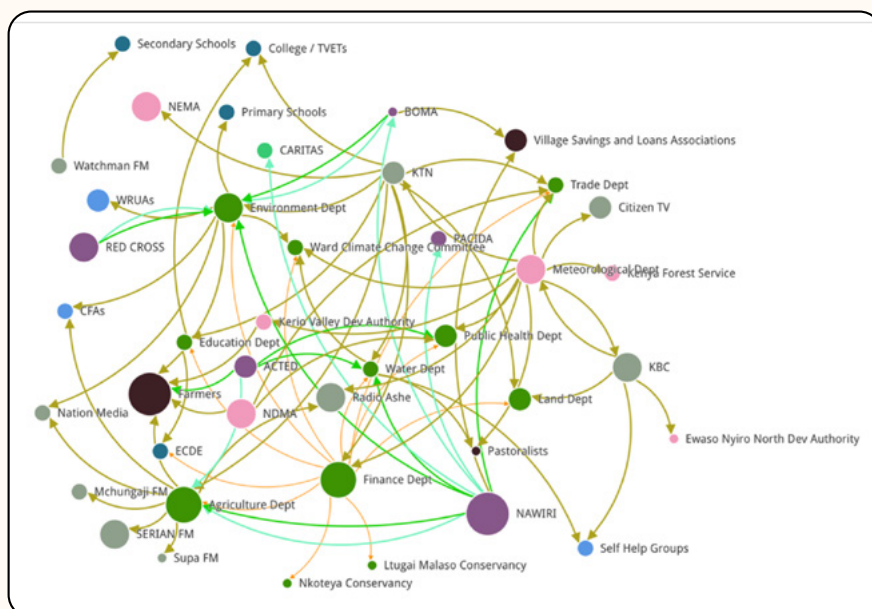 Secondary Schools
College / TVETs
NEMA
Primary Schools
BOMA
CARITAS
Village Savings and Loans Associations
Watchman FM
KTN
Trade Dept
WRUAs
Environment Dept
Citizen TV
RED CROSS
Ward Climate Change Committee
PACIDA
Meteorological Dept
Kenya Forest Service
CFAs
Kerio Valley Dev Authority
Education Dept
Public Health Dept
ACTED
Water Dept
KBC
Farmers
Radio Ashe
Land Dept
Nation Media
NDMA
Ewaso Nyiro North Dev Authority
ECDE
Pastoralists
Mchungaji FM
Finance Dept
Agriculture Dept
NAWIRI
SERIAN FM
Supa FM
Self Help Groups
Ltugai Malaso Conservancy
Nkoteya Conservancy